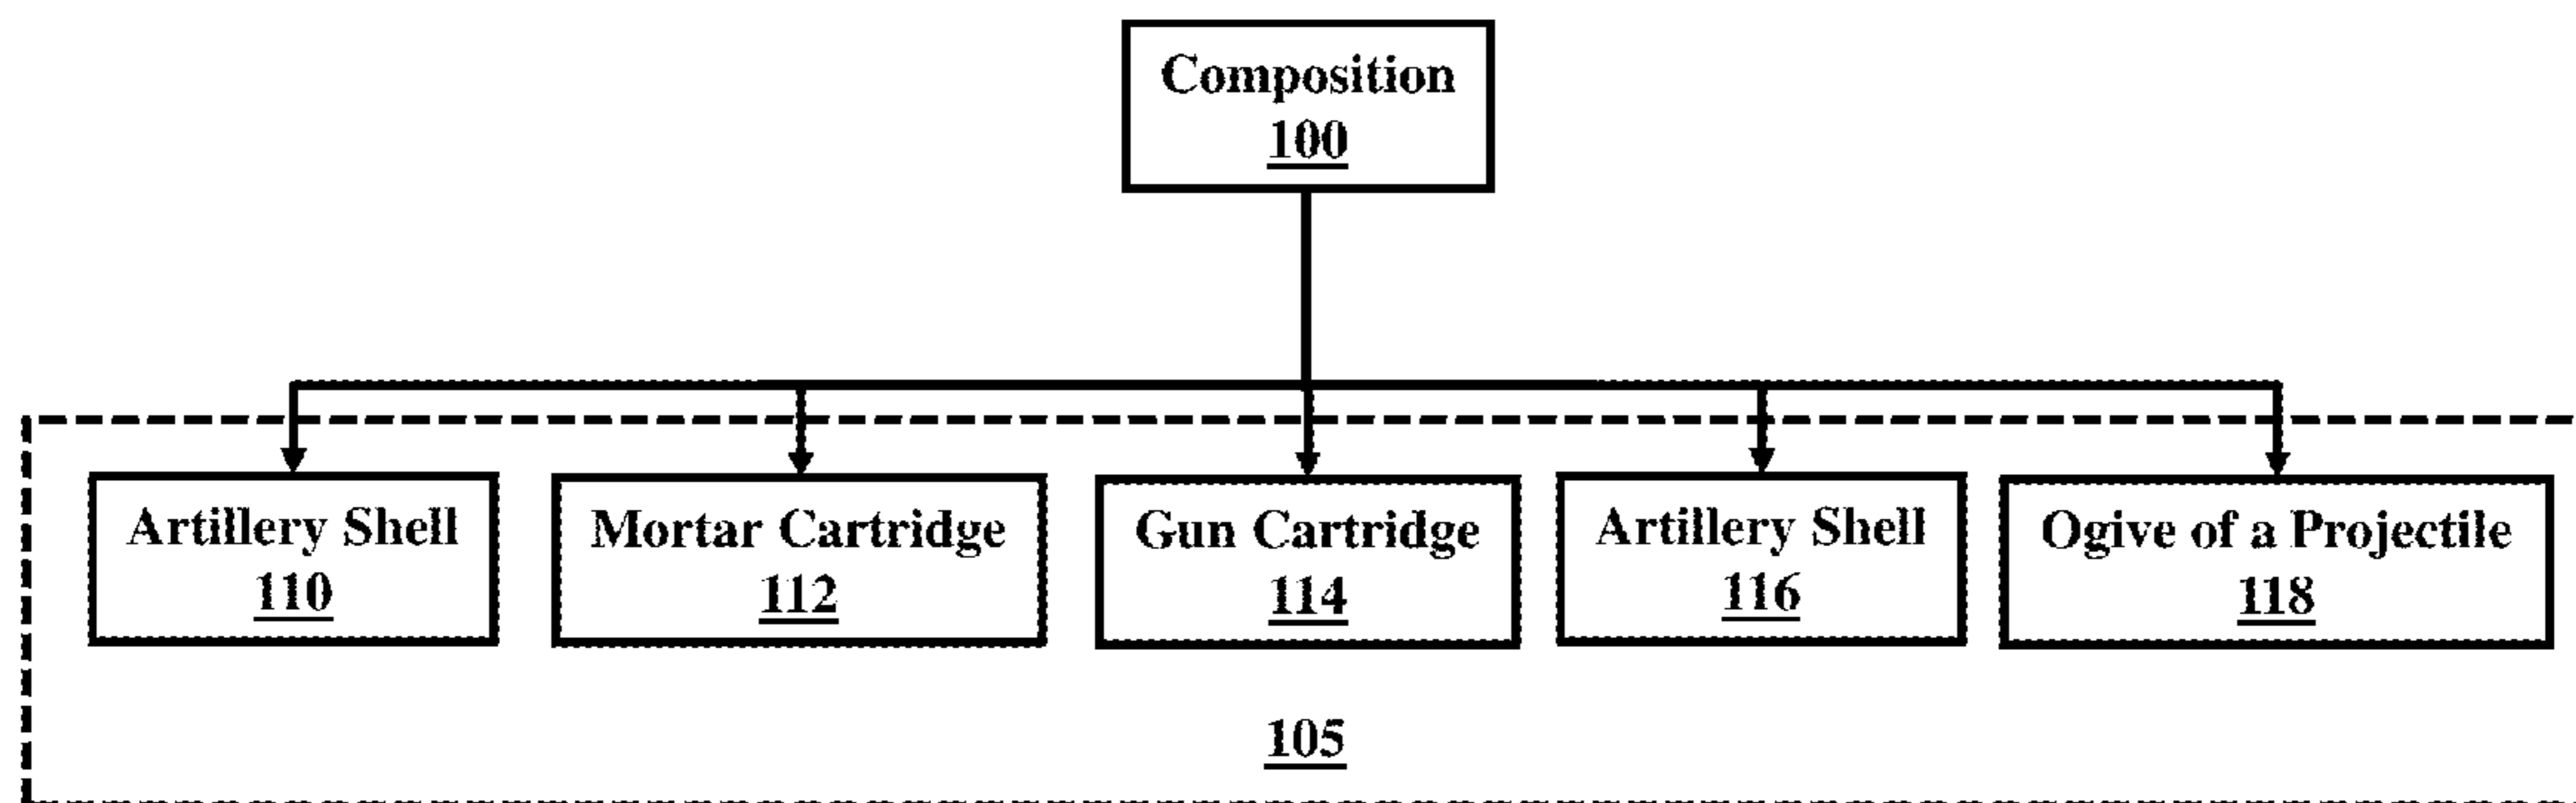 Composition
100
Artillery Shell
110
Mortar Cartridge
112
Gun Cartridge
114
Artillery Shell
116
Ogive of a Projectile
118
105